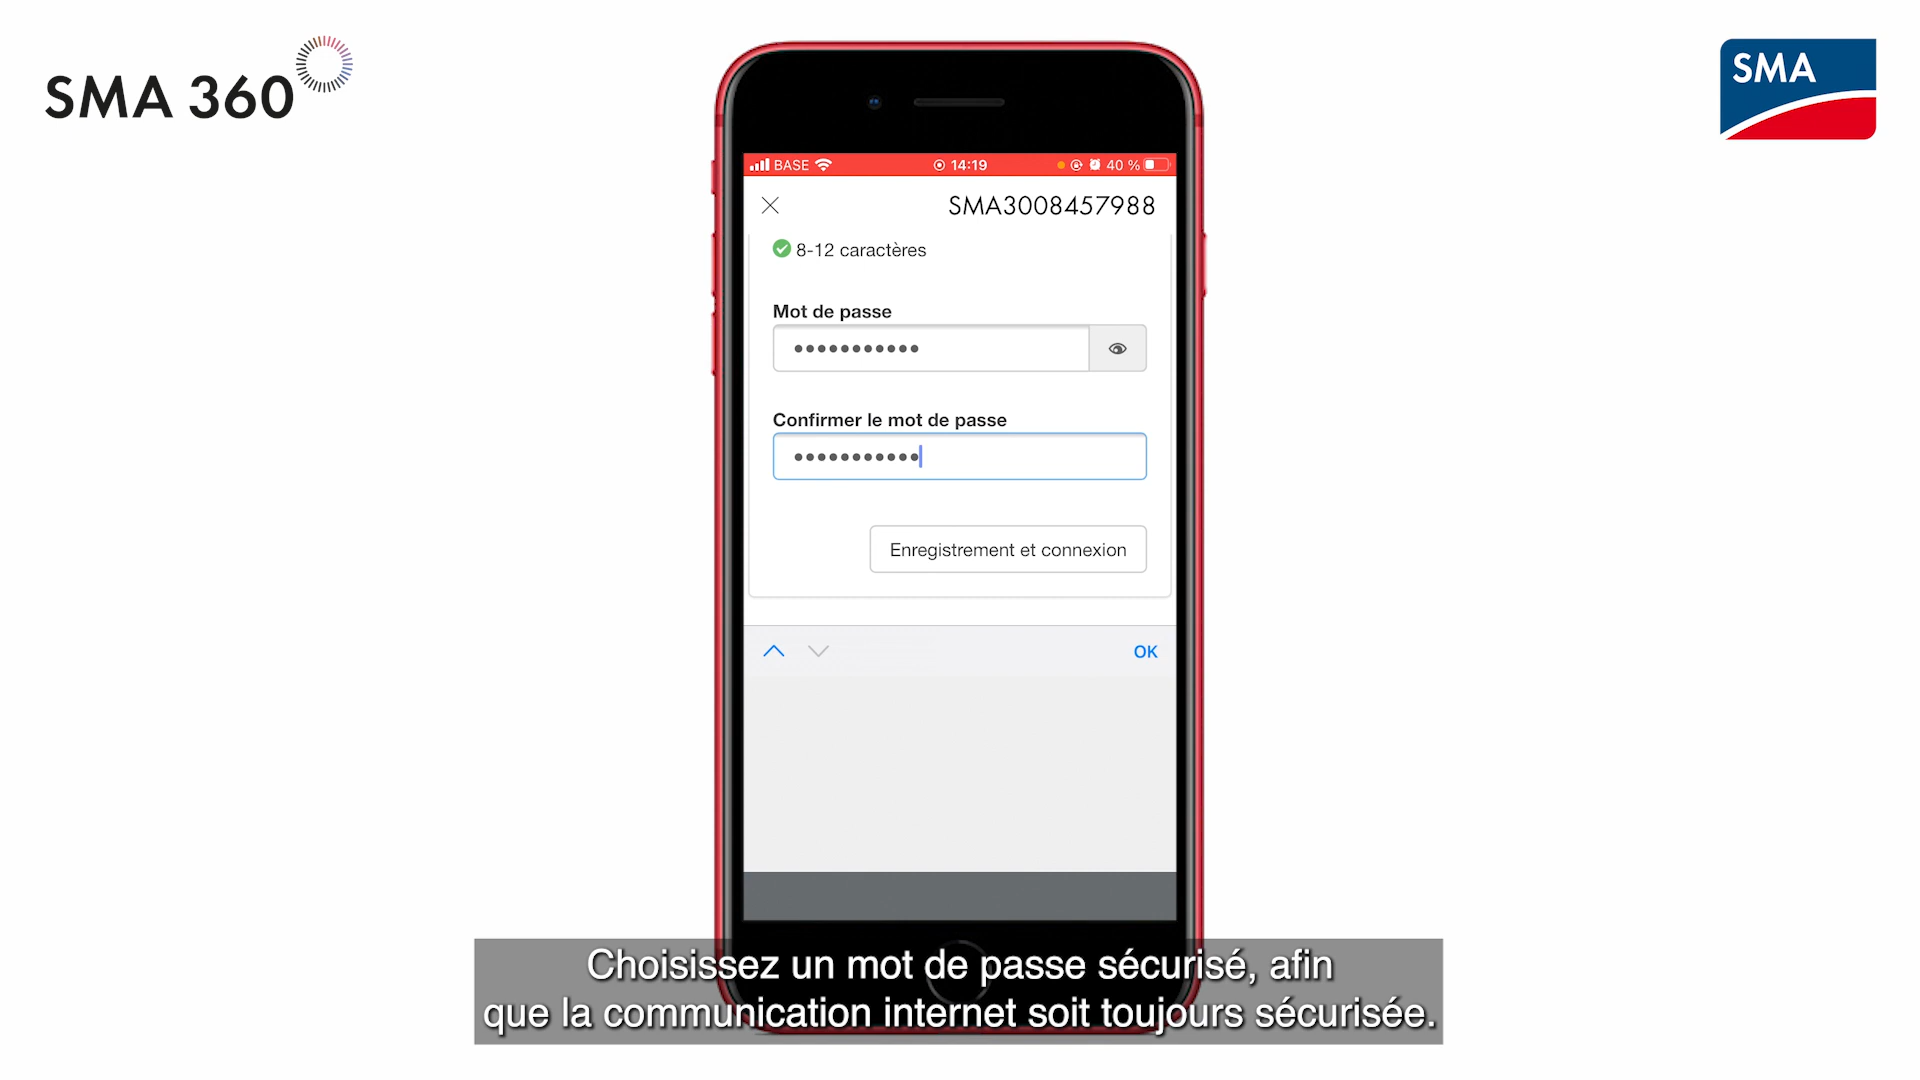 SMA 360
SMA
BASE 14:19 40 %
SMA3008457988
8-12 caractères
Mot de passe
•••••••••••
Confirmer le mot de passe
•••••••••••
Enregistrement et connexion
OK
Choisissez un mot de passe sécurisé, afin
que la communication internet soit toujours sécurisée.